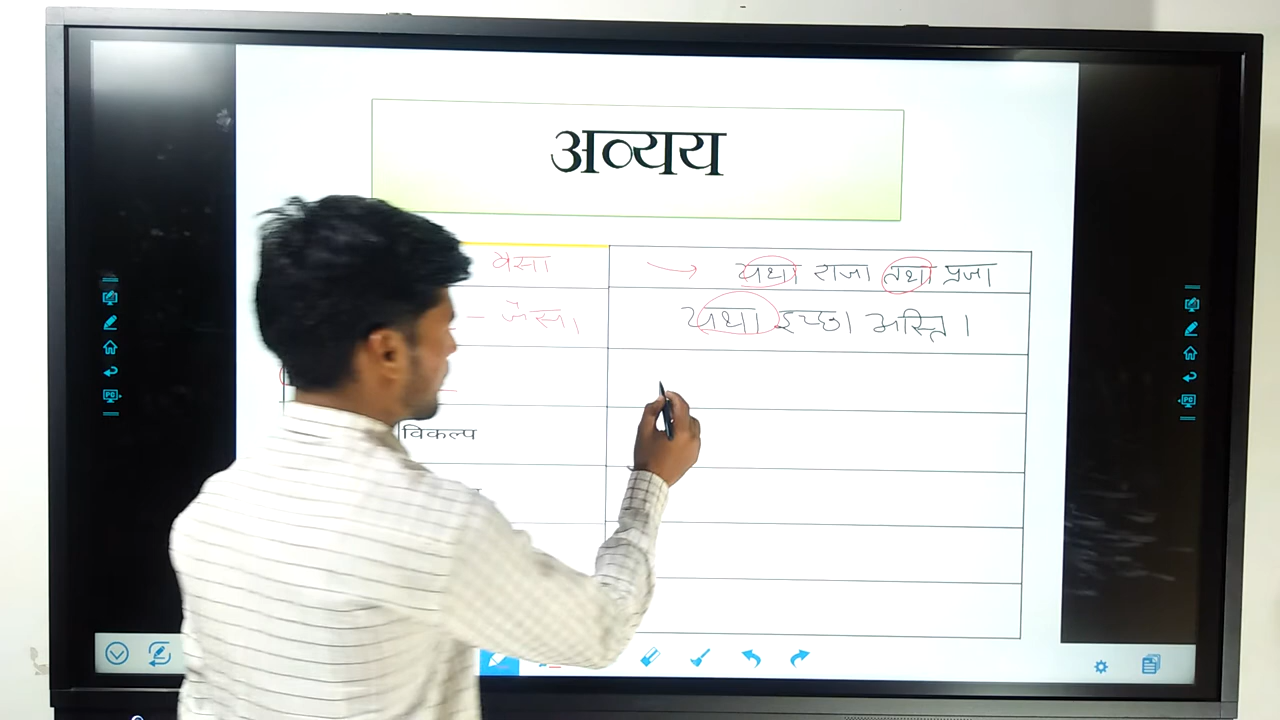 अव्यय
वैसा → यथा राजा तथा प्रजा
- जैसा। यथा इच्छा अस्ति।
विकल्प